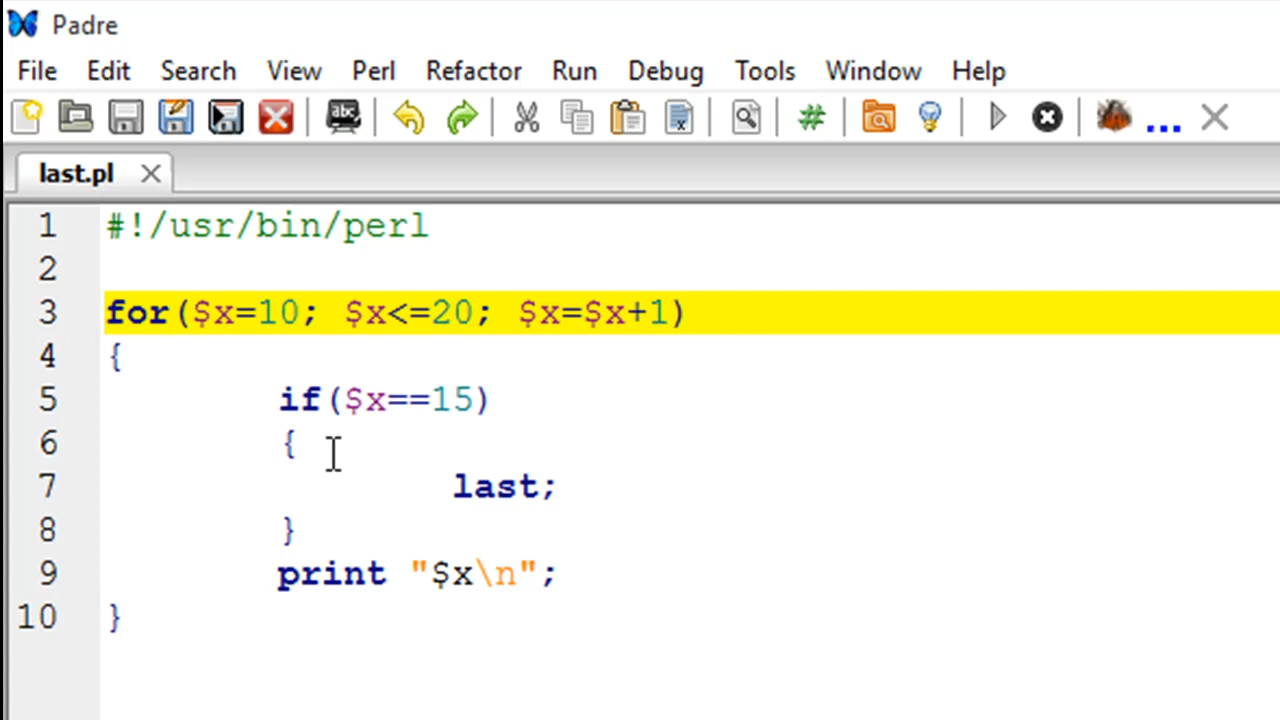 Padre
File Edit Search View Perl Refactor Run Debug Tools Window Help
abc # ...
last.pl
1 #!/usr/bin/perl
2
3 for($x=10; $x<=20; $x=$x+1)
4 {
5 if($x==15)
6 {
7 last;
8 }
9 print "$x\n";
10 }